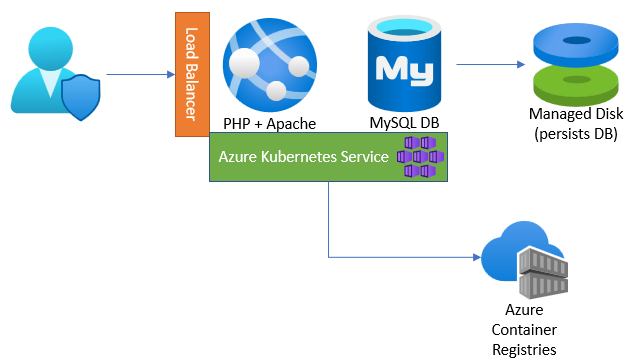 Load Balancer
My
PHP + Apache
MySQL DB
Managed Disk
(persists DB)
Azure Kubernetes Service
Azure
Container
Registries